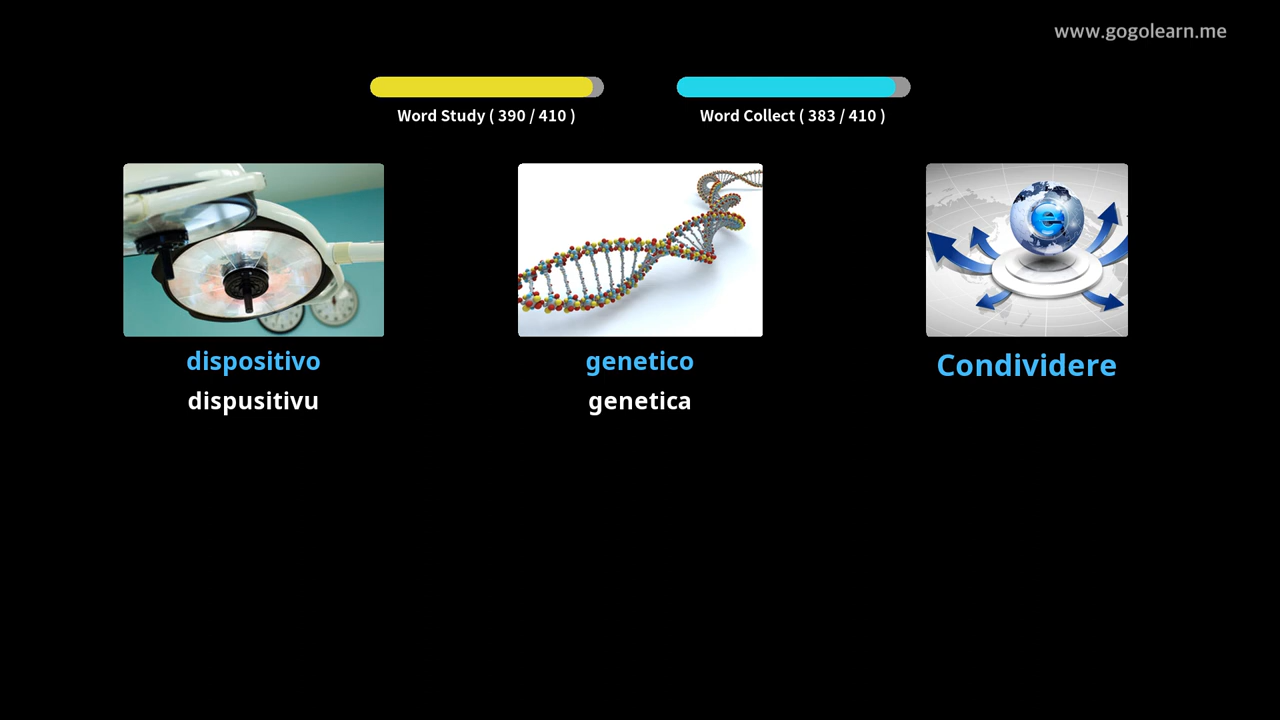 www.gogolearn.me
Word Study ( 390 / 410 )
Word Collect ( 383 / 410 )
dispositivo
dispusitivu
genetico
genetica
Condividere